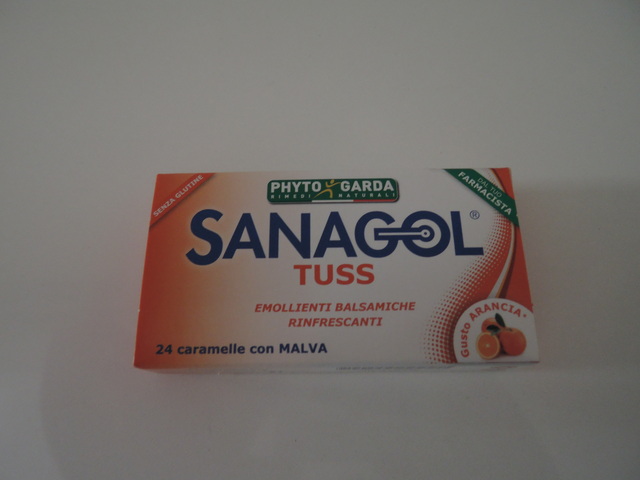 SENZA GLUTINE
PHYTO GARDA
RIMEDI NATURALI
DAL TUO
FARMACISTA
SANAGOL®
TUSS
EMOLLIENTI BALSAMICHE
RINFRESCANTI
Gusto ARANCIA*
24 caramelle con MALVA